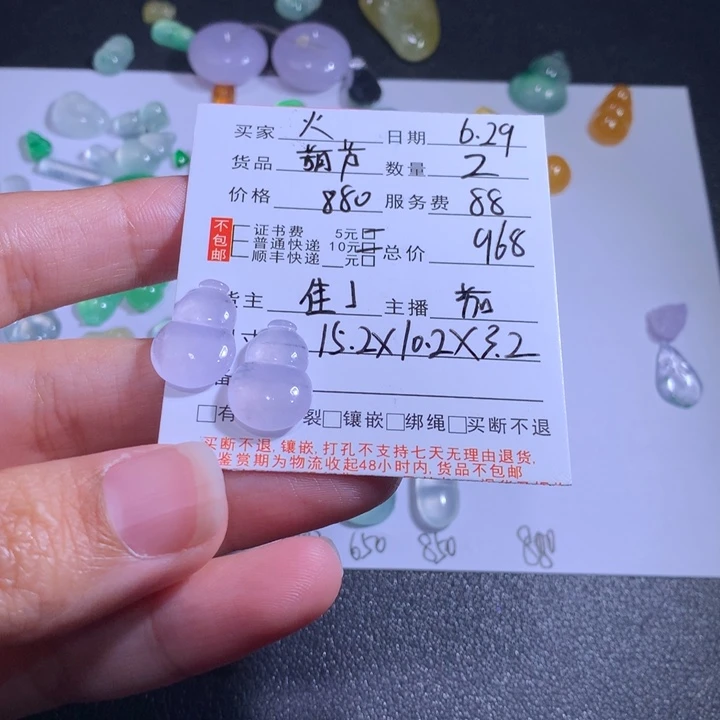 买家 火 日期 6.29
货品 葫芦 数量 2
价格 880 服务费 88
不包邮
证书费 5元
普通快递 10元
顺丰快递 元
总价 968
货主 主播 茄
寸 15.2X10.2X3.2
备
有 裂 镶嵌 绑绳 买断不退
买断不退,镶嵌,打孔不支持七天无理由退货,
鉴赏期为物流收起48小时内,货品不包邮
650 850 880